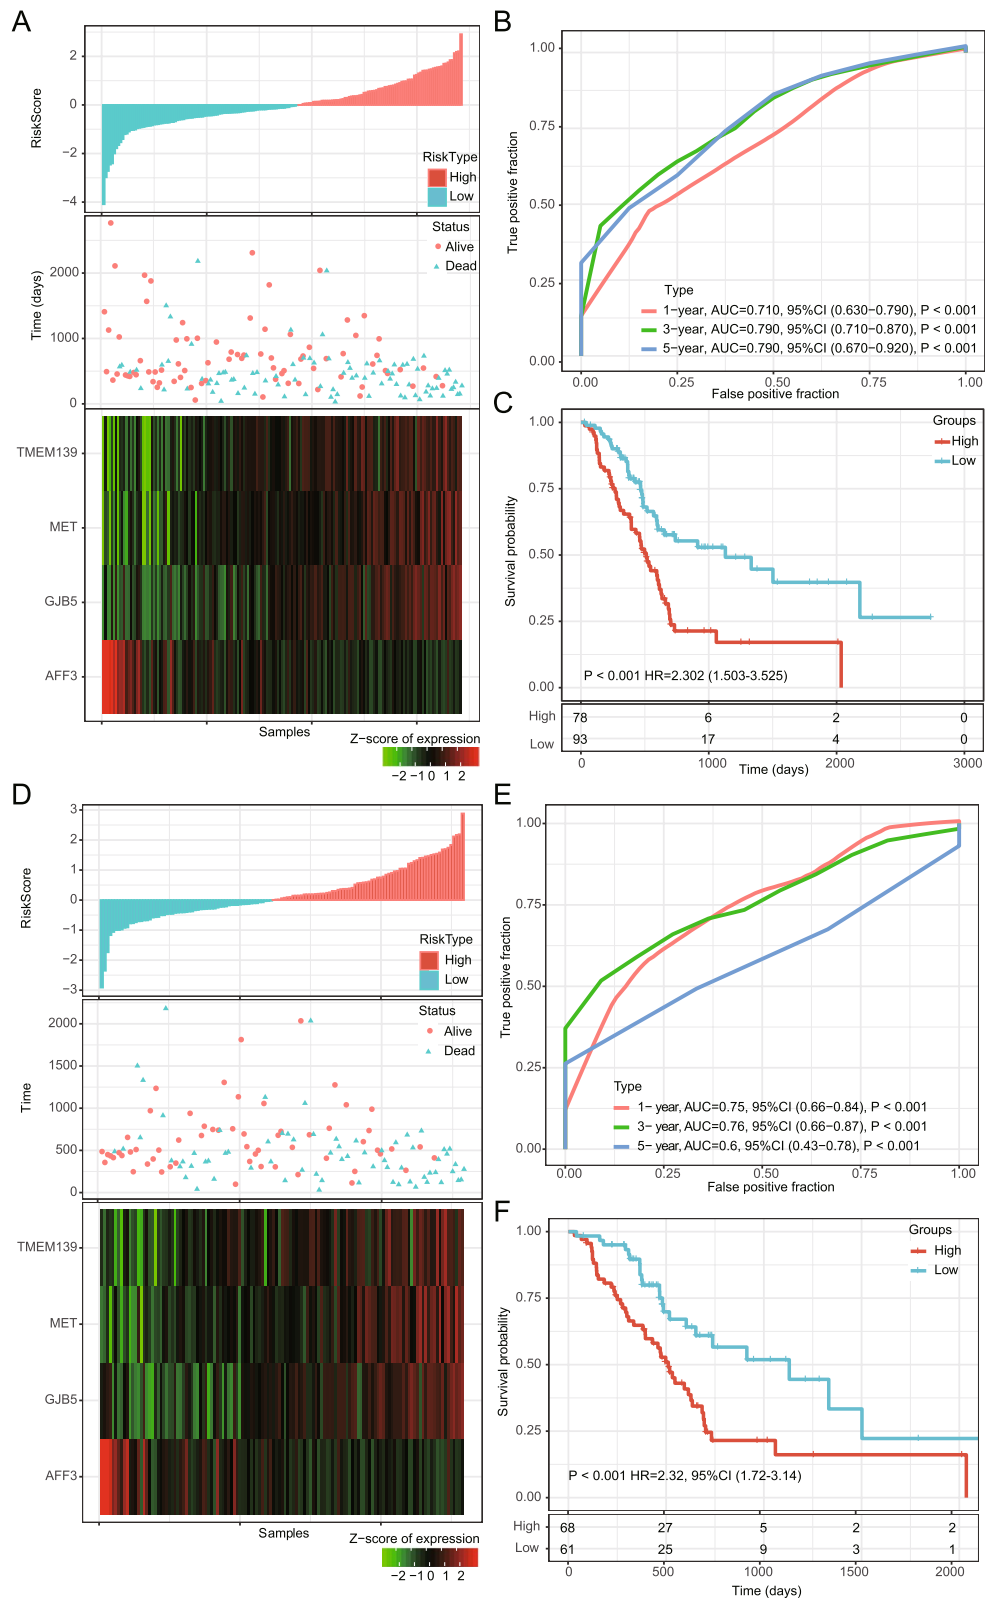 A
2
0
−2
−4
RiskScore
RiskType
High
Low
Status
Alive
Dead
2000
1000
0
Time (days)
TMEM139
MET
GJB5
AFF3
Samples
Z−score of expression
−2 −1 0 1 2
B
1.00
0.75
0.50
0.25
0.00
True positive fraction
Type
1−year, AUC=0.710, 95%CI (0.630−0.790), P < 0.001
3−year, AUC=0.790, 95%CI (0.710−0.870), P < 0.001
5−year, AUC=0.790, 95%CI (0.670−0.920), P < 0.001
0.00 0.25 0.50 0.75 1.00
False positive fraction
C
Groups
High
Low
1.00
0.75
0.50
0.25
0.00
Survival probability
P < 0.001 HR=2.302 (1.503-3.525)
High 78 6 2 0
Low 93 17 4 0
0 1000 2000 3000
Time (days)
D
3
2
1
0
−1
−2
−3
RiskScore
RiskType
High
Low
Status
Alive
Dead
2000
1500
1000
500
0
Time
TMEM139
MET
GJB5
AFF3
Samples
Z−score of expression
−2 −1 0 1 2
E
1.00
0.75
0.50
0.25
0.00
True positive fraction
Type
1− year, AUC=0.75, 95%CI (0.66−0.84), P < 0.001
3− year, AUC=0.76, 95%CI (0.66−0.87), P < 0.001
5− year, AUC=0.6, 95%CI (0.43−0.78), P < 0.001
0.00 0.25 0.50 0.75 1.00
False positive fraction
F
Groups
High
Low
1.00
0.75
0.50
0.25
0.00
Survival probability
P < 0.001 HR=2.32, 95%CI (1.72-3.14)
High 68 27 5 2 2
Low 61 25 9 3 1
0 500 1000 1500 2000
Time (days)